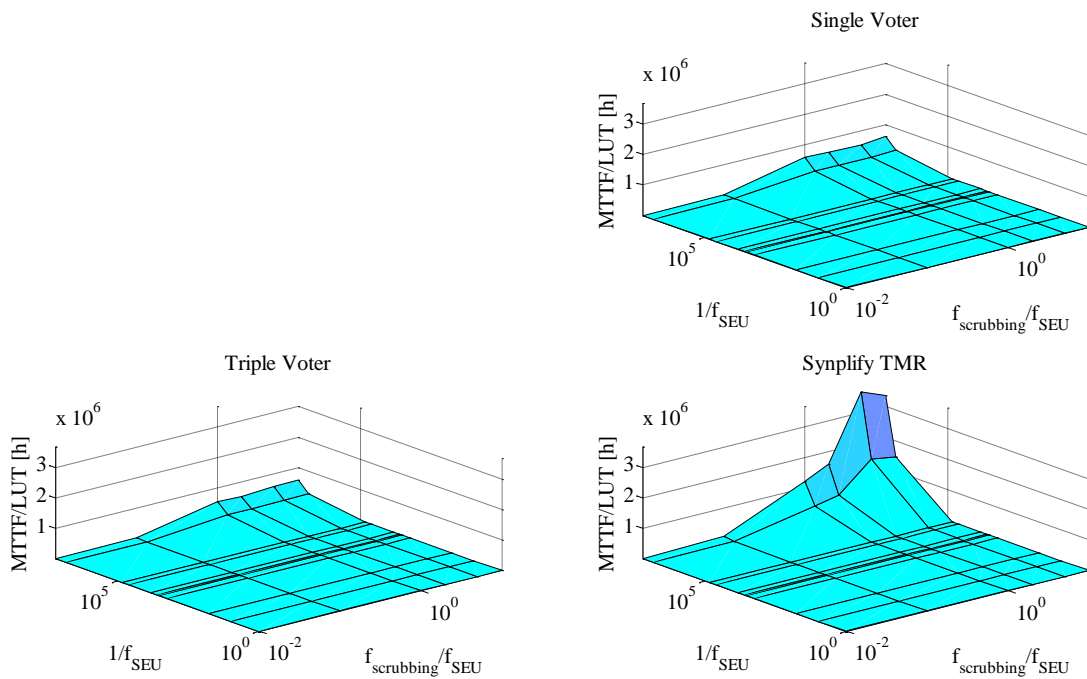 Single Voter
x 10^6
MTTF/LUT [h]
3
2
1
10^5
10^0
1/f_SEU
10^-2
10^0
f_scrubbing/f_SEU
Triple Voter
x 10^6
MTTF/LUT [h]
3
2
1
10^5
10^0
1/f_SEU
10^-2
10^0
f_scrubbing/f_SEU
Synplify TMR
x 10^6
MTTF/LUT [h]
3
2
1
10^5
10^0
1/f_SEU
10^-2
10^0
f_scrubbing/f_SEU